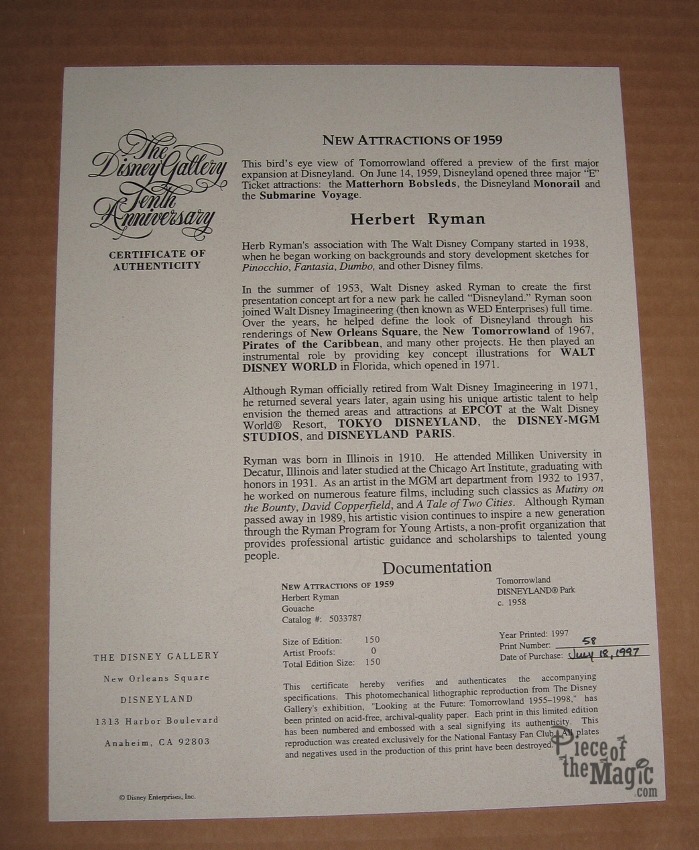 The
Disney Gallery
Tenth
Anniversary
CERTIFICATE OF
AUTHENTICITY
NEW ATTRACTIONS OF 1959
This bird's eye view of Tomorrowland offered a preview of the first major
expansion at Disneyland. On June 14, 1959, Disneyland opened three major "E"
Ticket attractions: the Matterhorn Bobsleds, the Disneyland Monorail and
the Submarine Voyage.
Herbert Ryman
Herb Ryman's association with The Walt Disney Company started in 1938,
when he began working on backgrounds and story development sketches for
Pinocchio, Fantasia, Dumbo, and other Disney films.
In the summer of 1953, Walt Disney asked Ryman to create the first
presentation concept art for a new park he called "Disneyland." Ryman soon
joined Walt Disney Imagineering (then known as WED Enterprises) full time.
Over the years, he helped define the look of Disneyland through his
renderings of New Orleans Square, the New Tomorrowland of 1967,
Pirates of the Caribbean, and many other projects. He then played an
instrumental role by providing key concept illustrations for WALT
DISNEY WORLD in Florida, which opened in 1971.
Although Ryman officially retired from Walt Disney Imagineering in 1971,
he returned several years later, again using his unique artistic talent to help
envision the themed areas and attractions at EPCOT at the Walt Disney
World® Resort, TOKYO DISNEYLAND, the DISNEY-MGM
STUDIOS, and DISNEYLAND PARIS.
Ryman was born in Illinois in 1910. He attended Milliken University in
Decatur, Illinois and later studied at the Chicago Art Institute, graduating with
honors in 1931. As an artist in the MGM art department from 1932 to 1937,
he worked on numerous feature films, including such classics as Mutiny on
the Bounty, David Copperfield, and A Tale of Two Cities. Although Ryman
passed away in 1989, his artistic vision continues to inspire a new generation
through the Ryman Program for Young Artists, a non-profit organization that
provides professional artistic guidance and scholarships to talented young
people.
Documentation
NEW ATTRACTIONS OF 1959
Herbert Ryman
Gouache
Catalog #: 5033787
Tomorrowland
DISNEYLAND® Park
c. 1958
Size of Edition: 150
Artist Proofs: 0
Total Edition Size: 150
Year Printed: 1997
Print Number: 58
Date of Purchase: July 18, 1997
This certificate hereby verifies and authenticates the accompanying
specifications. This photomechanical lithographic reproduction from The Disney
Gallery's exhibition, "Looking at the Future: Tomorrowland 1955–1998," has
been printed on acid-free, archival-quality paper. Each print in this limited edition
has been numbered and embossed with a seal signifying its authenticity. This
reproduction was created exclusively for the National Fantasy Fan Club. All plates
and negatives used in the production of this print have been destroyed
THE DISNEY GALLERY
New Orleans Square
DISNEYLAND
1313 Harbor Boulevard
Anaheim, CA 92803
© Disney Enterprises, Inc.
Piece of
the Magic
.com